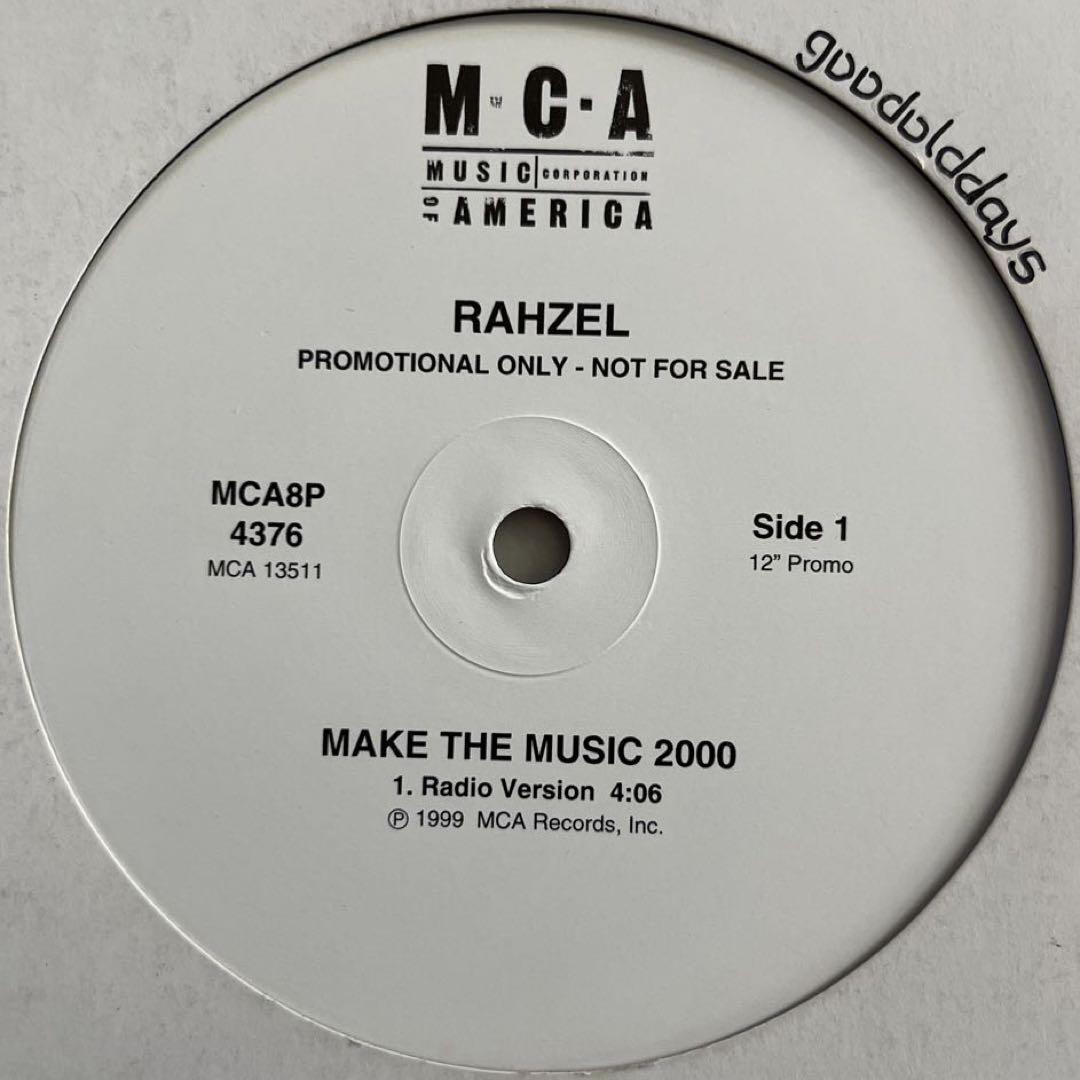 M THE C · A
MUSIC CORPORATION
OF AMERICA
goodolddays
RAHZEL
PROMOTIONAL ONLY - NOT FOR SALE
MCA8P
4376
MCA 13511
Side 1
12” Promo
MAKE THE MUSIC 2000
1. Radio Version 4:06
℗ 1999 MCA Records, Inc.